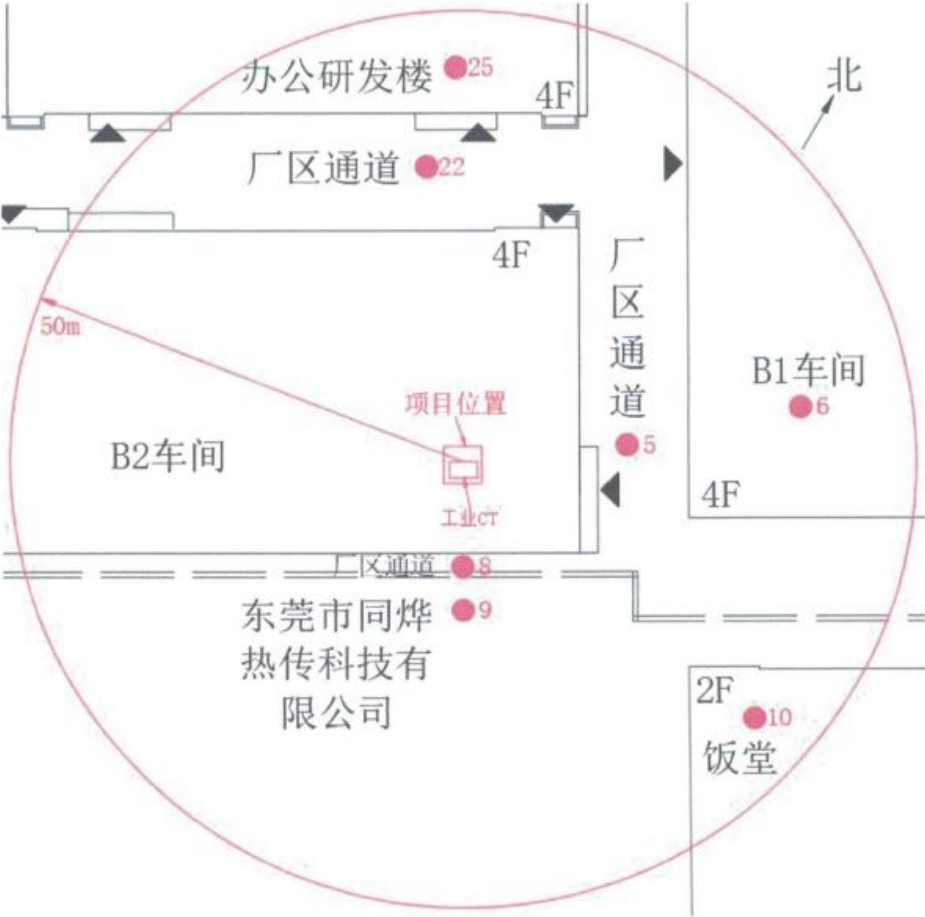 办公研发楼
25
4F
北
厂区通道
22
4F
厂区通道
50m
B1车间
6
项目位置
5
B2车间
4F
工业CT
厂区通道
8
东莞市同烨
热传科技有
限公司
9
2F
10
饭堂